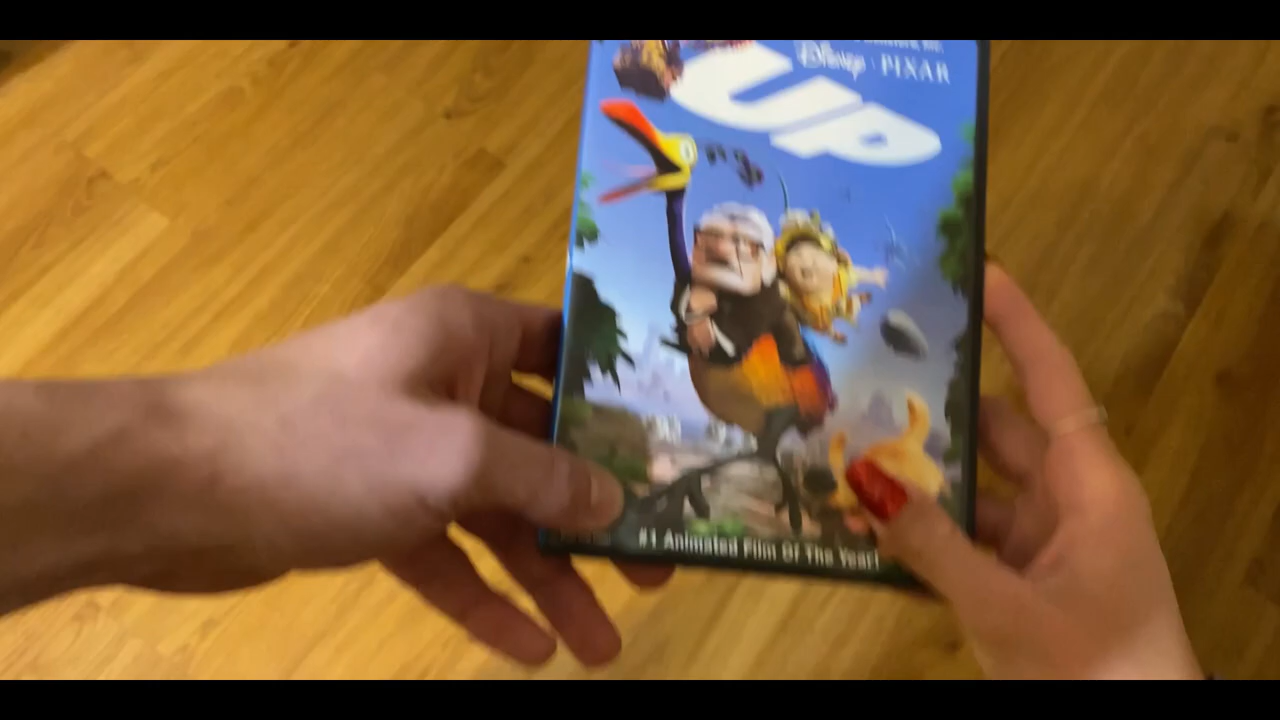 Disney · PIXAR
UP
#1 Animated Film Of The Year!